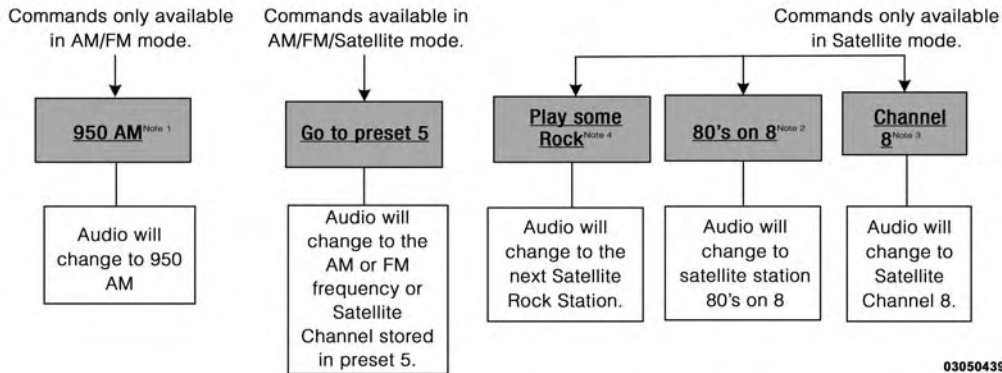 Commands only available
in AM/FM mode.
Commands available in
AM/FM/Satellite mode.
Commands only available
in Satellite mode.
950 AM Note 1
Go to preset 5
Play some
Rock Note 4
80's on 8 Note 2
Channel
8 Note 3
Audio will
change to 950
AM
Audio will
change to the
AM or FM
frequency or
Satellite
Channel stored
in preset 5.
Audio will
change to the
next Satellite
Rock Station.
Audio will
change to
satellite station
80's on 8
Audio will
change to
Satellite
Channel 8.
03050439